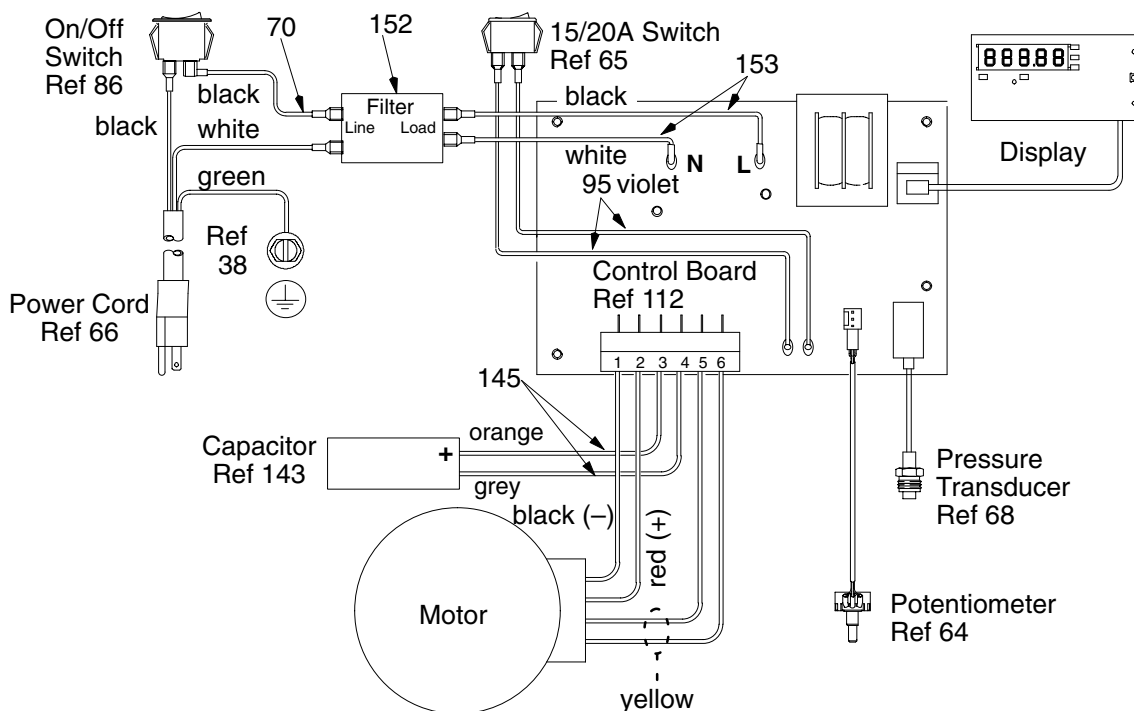 On/Off
Switch
Ref 86
70
152
15/20A Switch
Ref 65
153
black
black
white
green
Filter
Line Load
black
white
N L
95 violet
88888
Display
Ref
38
Power Cord
Ref 66
Control Board
Ref 112
1 2 3 4 5 6
145
Capacitor
Ref 143
+
orange
grey
black (–)
red (+)
Motor
yellow
Pressure
Transducer
Ref 68
Potentiometer
Ref 64